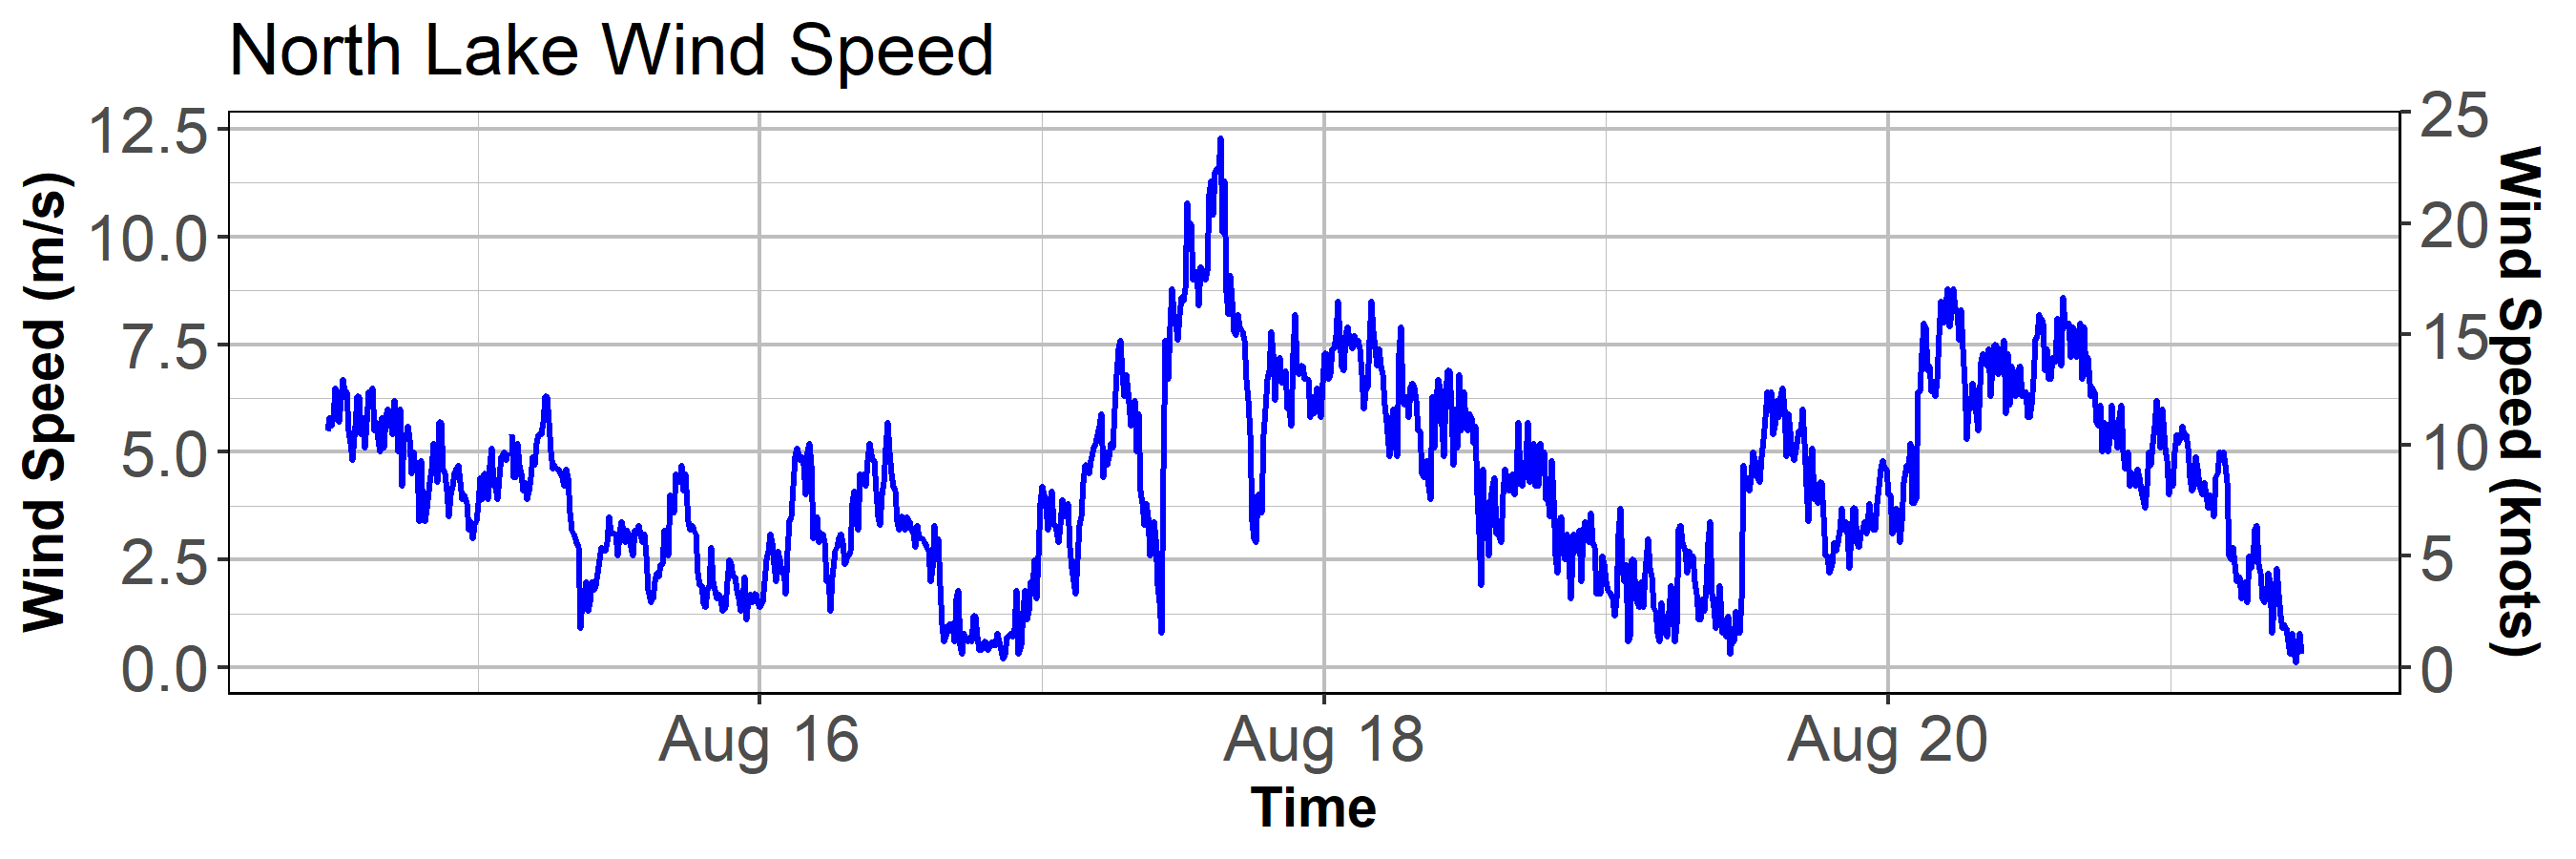 North Lake Wind Speed
12.5
10.0
7.5
5.0
2.5
0.0
Wind Speed (m/s)
25
20
15
10
5
0
Wind Speed (knots)
Aug 16
Aug 18
Aug 20
Time